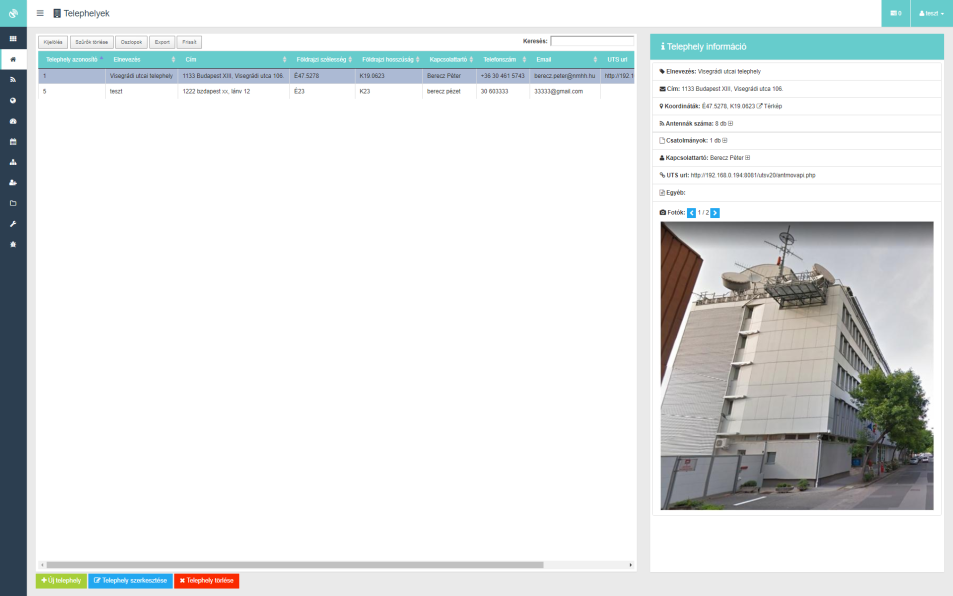 Telephelyek
0
teszt
Kijelölés
Szűrők törlése
Oszlopok
Export
Frissít
Keresés:
Telephely azonosító
Elnevezés
Cím
Földrajzi szélesség
Földrajzi hosszúság
Kapcsolattartó
Telefonszám
Email
UTS url
1
Visegrádi utcai telephely
1133 Budapest XIII, Visegrádi utca 106.
É47.5278
K19.0623
Berecz Péter
+36 30 461 5743
berecz.peter@nmhh.hu
http://192.1
5
teszt
1222 bzdapest xx, lánv 12
É23
K23
berecz pézet
30 603333
33333@gmail.com
Új telephely
Telephely szerkesztése
Telephely törlése
Telephely információ
Elnevezés: Visegrádi utcai telephely
Cím: 1133 Budapest XIII, Visegrádi utca 106.
Koordináták: É47.5278, K19.0623 Térkép
Antennák száma: 8 db
Csatolmányok: 1 db
Kapcsolattartó: Berecz Péter
UTS url: http://192.168.0.194:8081/utsv20/antmovapi.php
Egyéb:
Fotók: 1 / 2